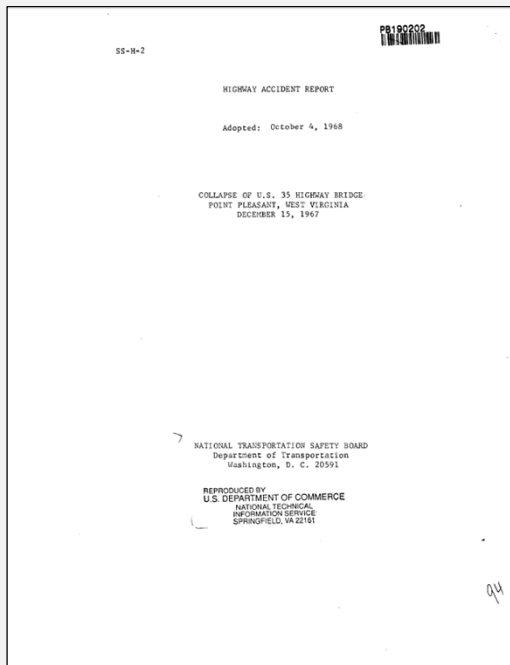 PB190202
SS-H-2
HIGHWAY ACCIDENT REPORT
Adopted: October 4, 1968
COLLAPSE OF U.S. 35 HIGHWAY BRIDGE
POINT PLEASANT, WEST VIRGINIA
DECEMBER 15, 1967
NATIONAL TRANSPORTATION SAFETY BOARD
Department of Transportation
Washington, D. C. 20591
REPRODUCED BY
U.S. DEPARTMENT OF COMMERCE
NATIONAL TECHNICAL
INFORMATION SERVICE
SPRINGFIELD, VA 22161
94